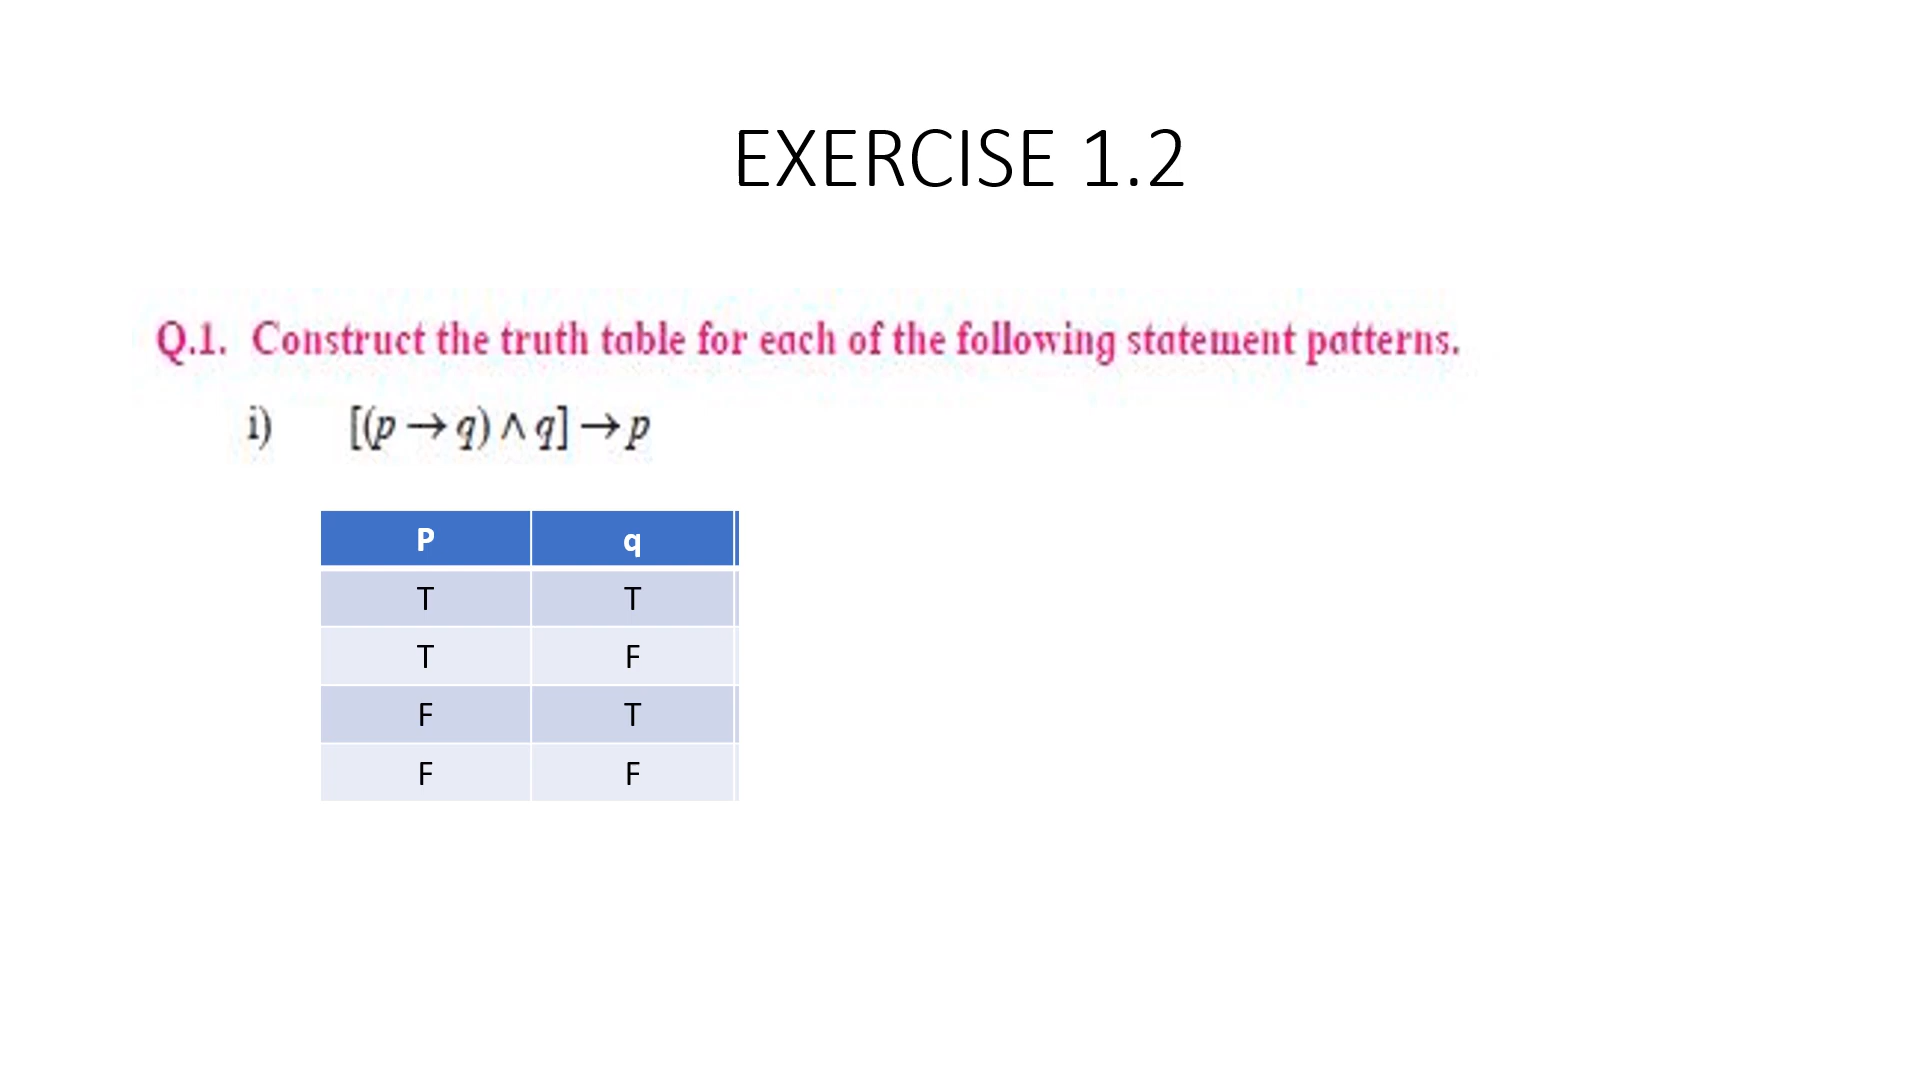 EXERCISE 1.2
Q.1. Construct the truth table for each of the following statement patterns.
i) [(p → q) ∧ q] → p
P q
T T
T F
F T
F F